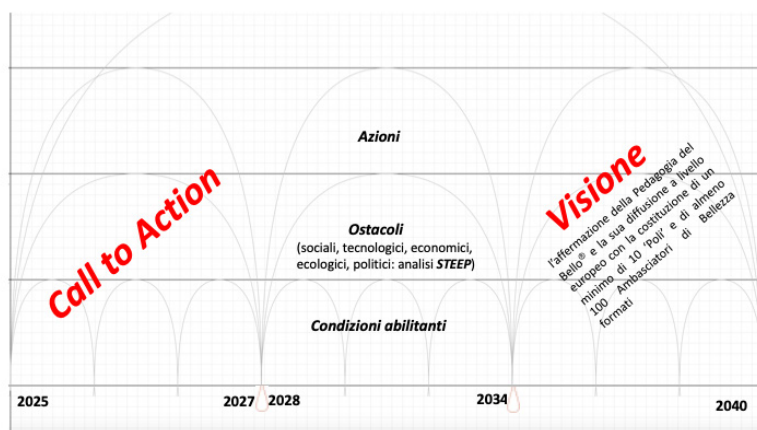 Azioni
Call to Action
Ostacoli
(sociali, tecnologici, economici,
ecologici, politici: analisi STEEP)
Condizioni abilitanti
Visione
l'affermazione della Pedagogia del
Bello® e la sua diffusione a livello
europeo con la costituzione di un
minimo di 10 'Poli' e di almeno
100 Ambasciatori di Bellezza
formati
2025
2027
2028
2034
2040